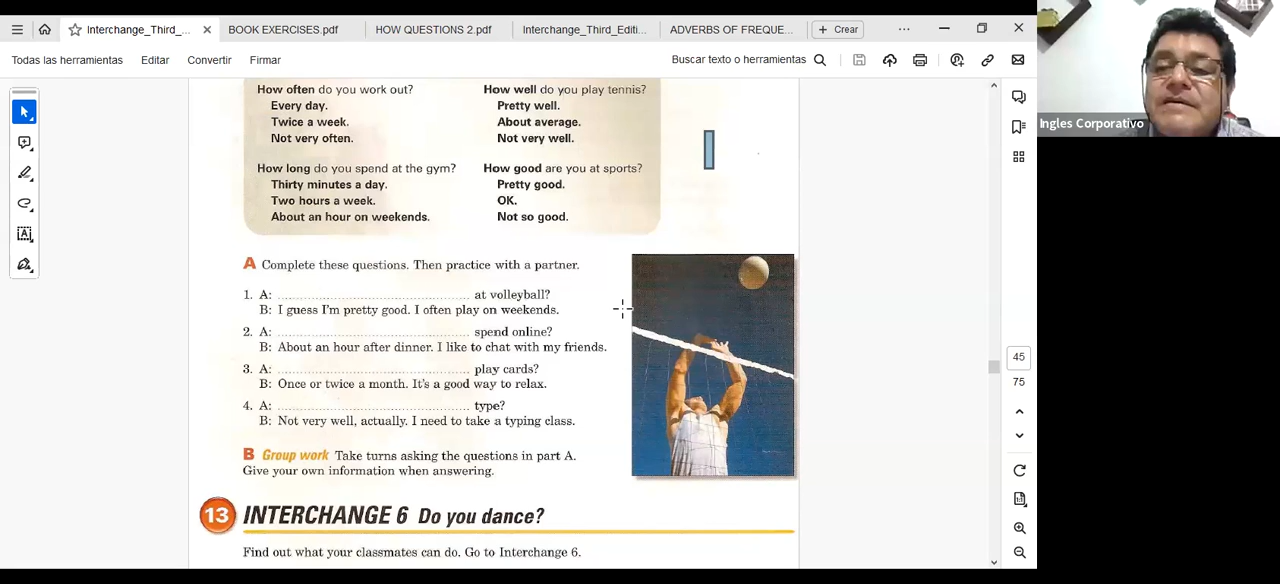 Interchange_Third_...
BOOK EXERCISES.pdf
HOW QUESTIONS 2.pdf
Interchange_Third_Editi...
ADVERBS OF FREQUE...
Crear
Todas las herramientas
Editar
Convertir
Firmar
Buscar texto o herramientas
Ingles Corporativo
How often do you work out?
Every day.
Twice a week.
Not very often.
How well do you play tennis?
Pretty well.
About average.
Not very well.
How long do you spend at the gym?
Thirty minutes a day.
Two hours a week.
About an hour on weekends.
How good are you at sports?
Pretty good.
OK.
Not so good.
A Complete these questions. Then practice with a partner.
1. A: ........................................ at volleyball?
B: I guess I'm pretty good. I often play on weekends.
2. A: ........................................ spend online?
B: About an hour after dinner. I like to chat with my friends.
3. A: ........................................ play cards?
B: Once or twice a month. It's a good way to relax.
4. A: ........................................ type?
B: Not very well, actually. I need to take a typing class.
B Group work Take turns asking the questions in part A.
Give your own information when answering.
13 INTERCHANGE 6 Do you dance?
Find out what your classmates can do. Go to Interchange 6.
45
75